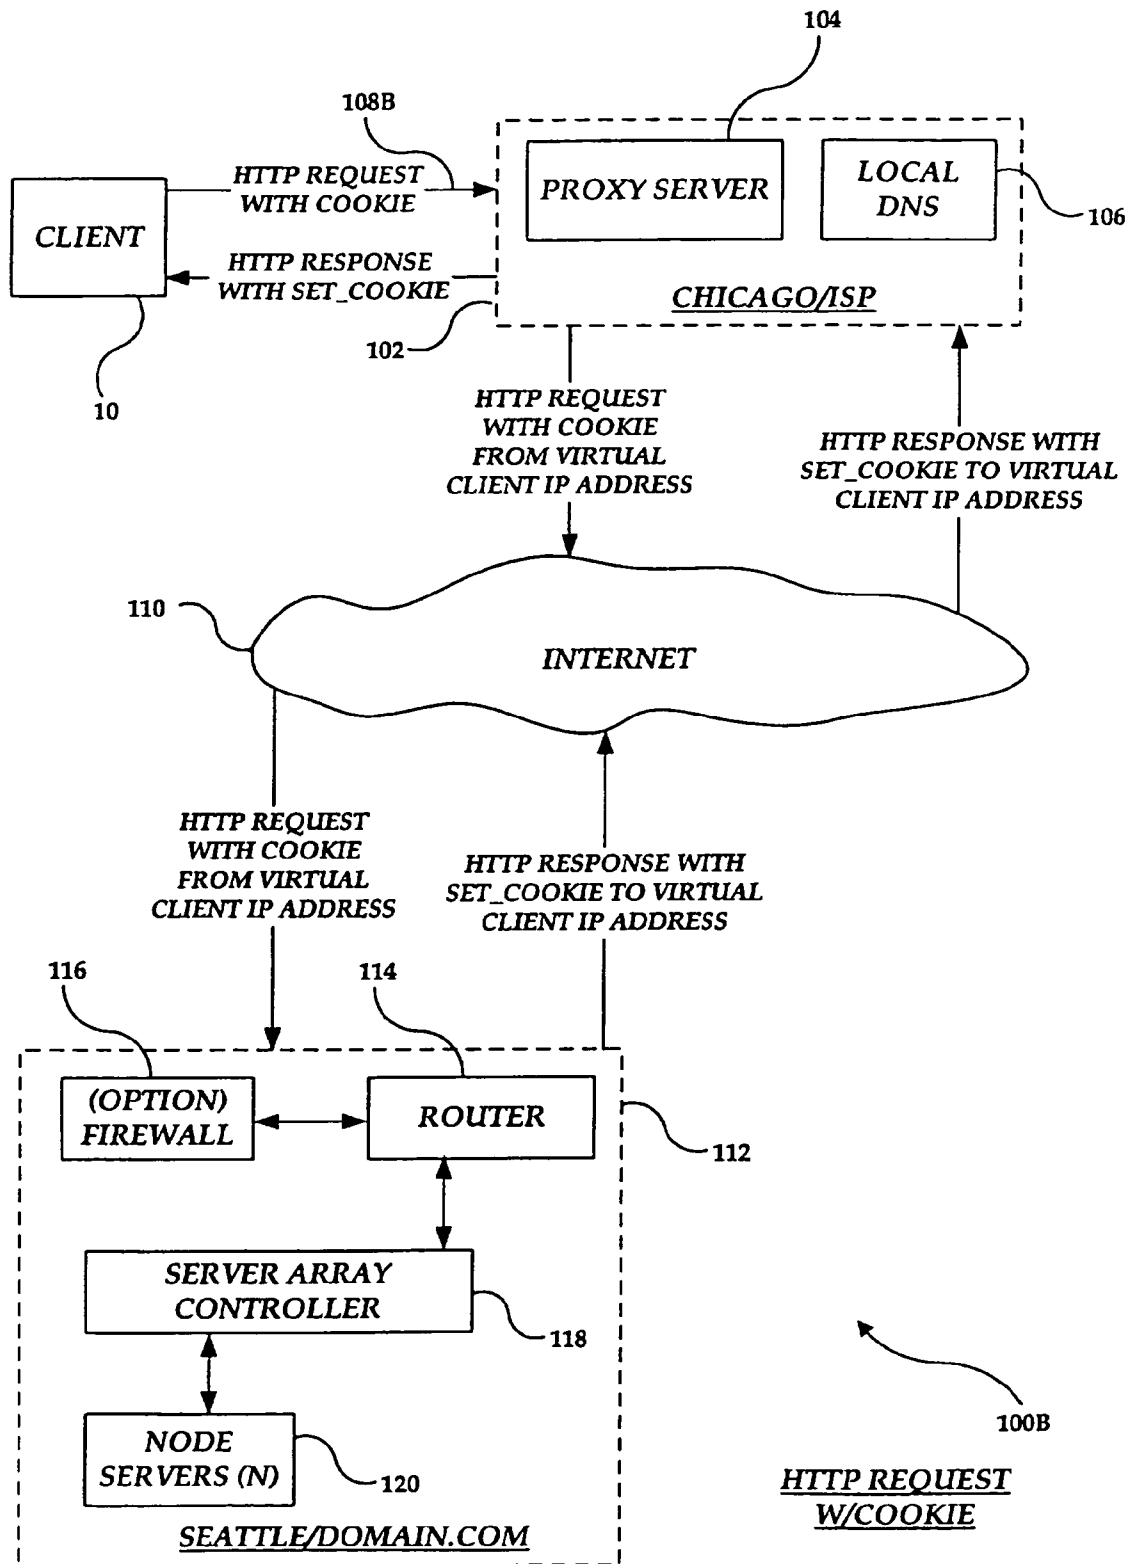 104
108B
HTTP REQUEST
WITH COOKIE
PROXY SERVER
LOCAL
DNS
106
CLIENT
HTTP RESPONSE
WITH SET_COOKIE
CHICAGO/ISP
102
10
HTTP REQUEST
WITH COOKIE
FROM VIRTUAL
CLIENT IP ADDRESS
HTTP RESPONSE WITH
SET_COOKIE TO VIRTUAL
CLIENT IP ADDRESS
110
INTERNET
HTTP REQUEST
WITH COOKIE
FROM VIRTUAL
CLIENT IP ADDRESS
HTTP RESPONSE WITH
SET_COOKIE TO VIRTUAL
CLIENT IP ADDRESS
116
114
(OPTION)
FIREWALL
ROUTER
112
SERVER ARRAY
CONTROLLER
118
100B
NODE
SERVERS (N)
120
SEATTLE/DOMAIN.COM
HTTP REQUEST
W/COOKIE